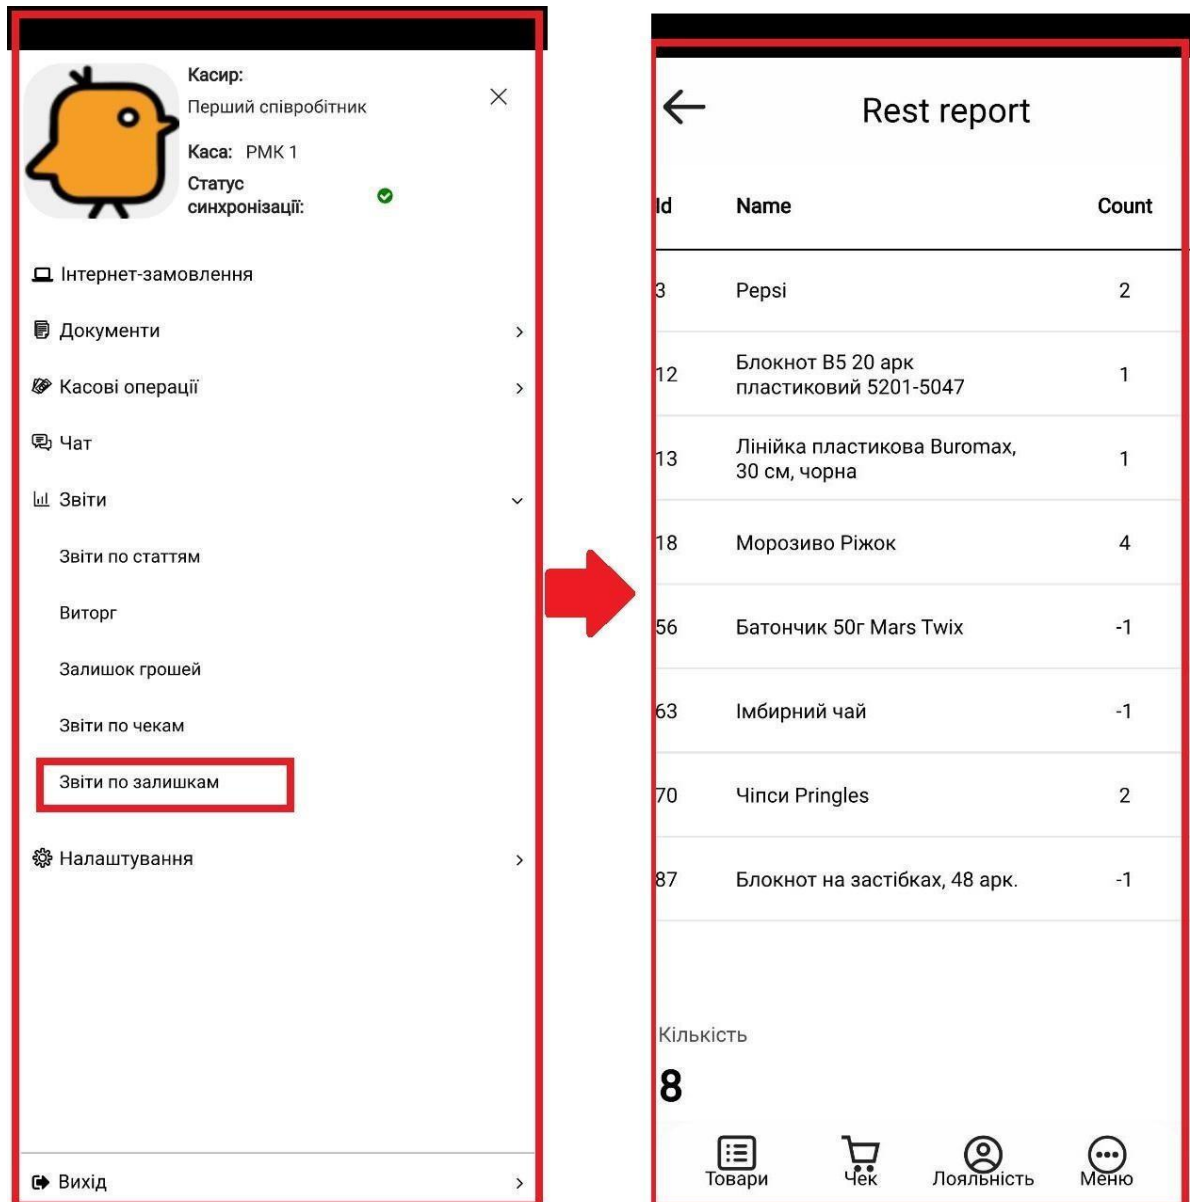 Касир:
Перший співробітник
Каса: РМК 1
Статус
синхронізації:
Інтернет-замовлення
Документи
Касові операції
Чат
Звіти
Звіти по статтям
Виторг
Залишок грошей
Звіти по чекам
Звіти по залишкам
Налаштування
Вихід
Rest report
Id Name Count
3 Pepsi 2
Блокнот В5 20 арк
12 пластиковий 5201-5047 1
Лінійка пластикова Buromax,
13 30 см, чорна 1
18 Морозиво Ріжок 4
56 Батончик 50г Mars Twix -1
63 Імбирний чай -1
70 Чіпси Pringles 2
87 Блокнот на застібках, 48 арк. -1
Кількість
8
Товари Чек Лояльність Меню